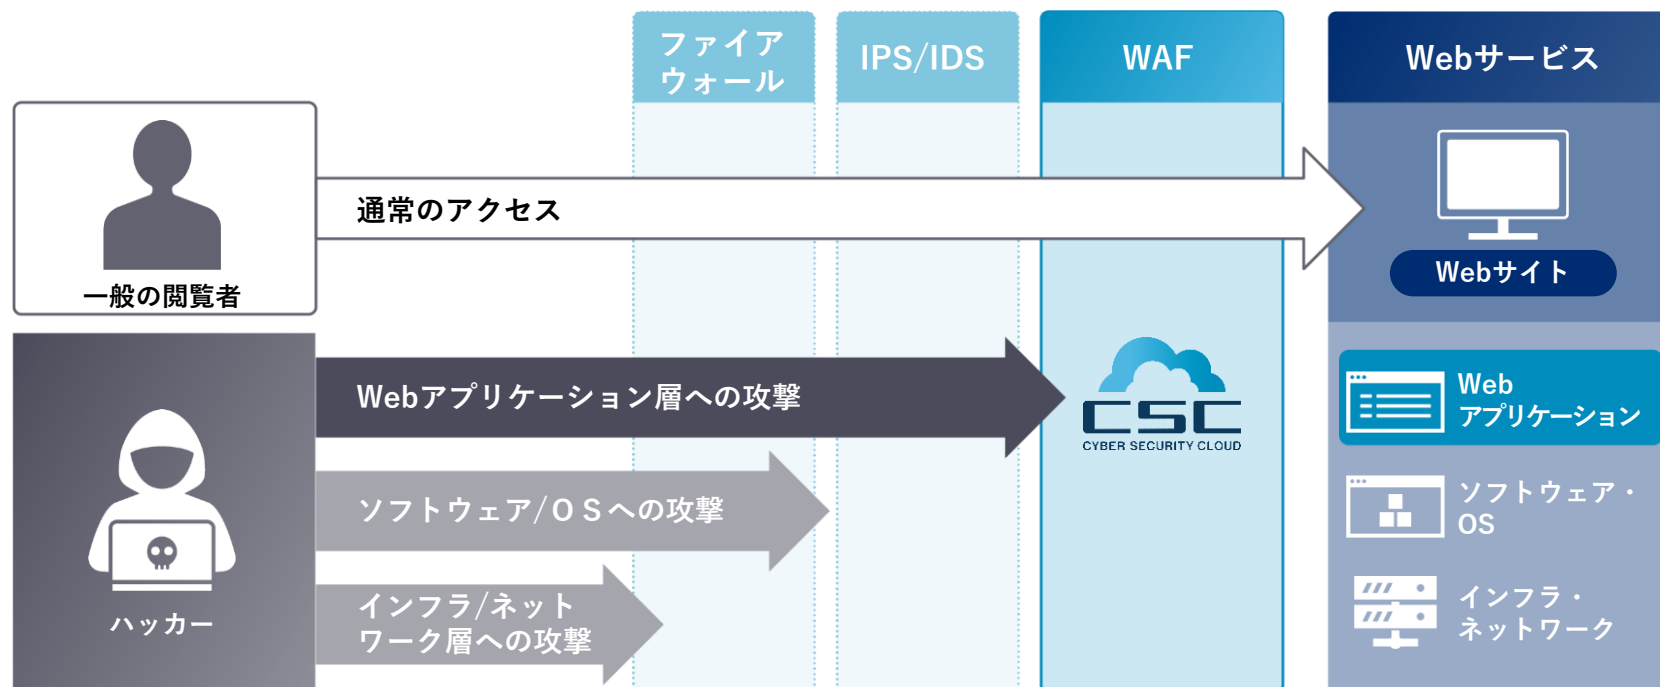 ファイア
ウォール
IPS/IDS
WAF
Webサービス
通常のアクセス
一般の閲覧者
Webサイト
Webアプリケーション層への攻撃
CSC
CYBER SECURITY CLOUD
Web
アプリケーション
ソフトウェア/ＯＳへの攻撃
ソフトウェア・
OS
ハッカー
インフラ/ネット
ワーク層への攻撃
インフラ・
ネットワーク